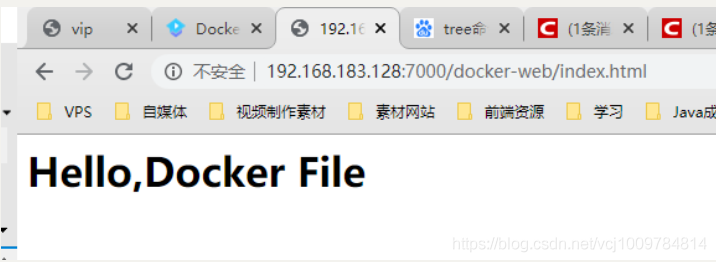 vip Docke 192.16 tree命 (1条消 (1条
不安全 192.168.183.128:7000/docker-web/index.html
VPS 自媒体 视频制作素材 素材网站 前端资源 学习 Java成
Hello,Docker File
https://blog.csdn.net/vcj1009784814